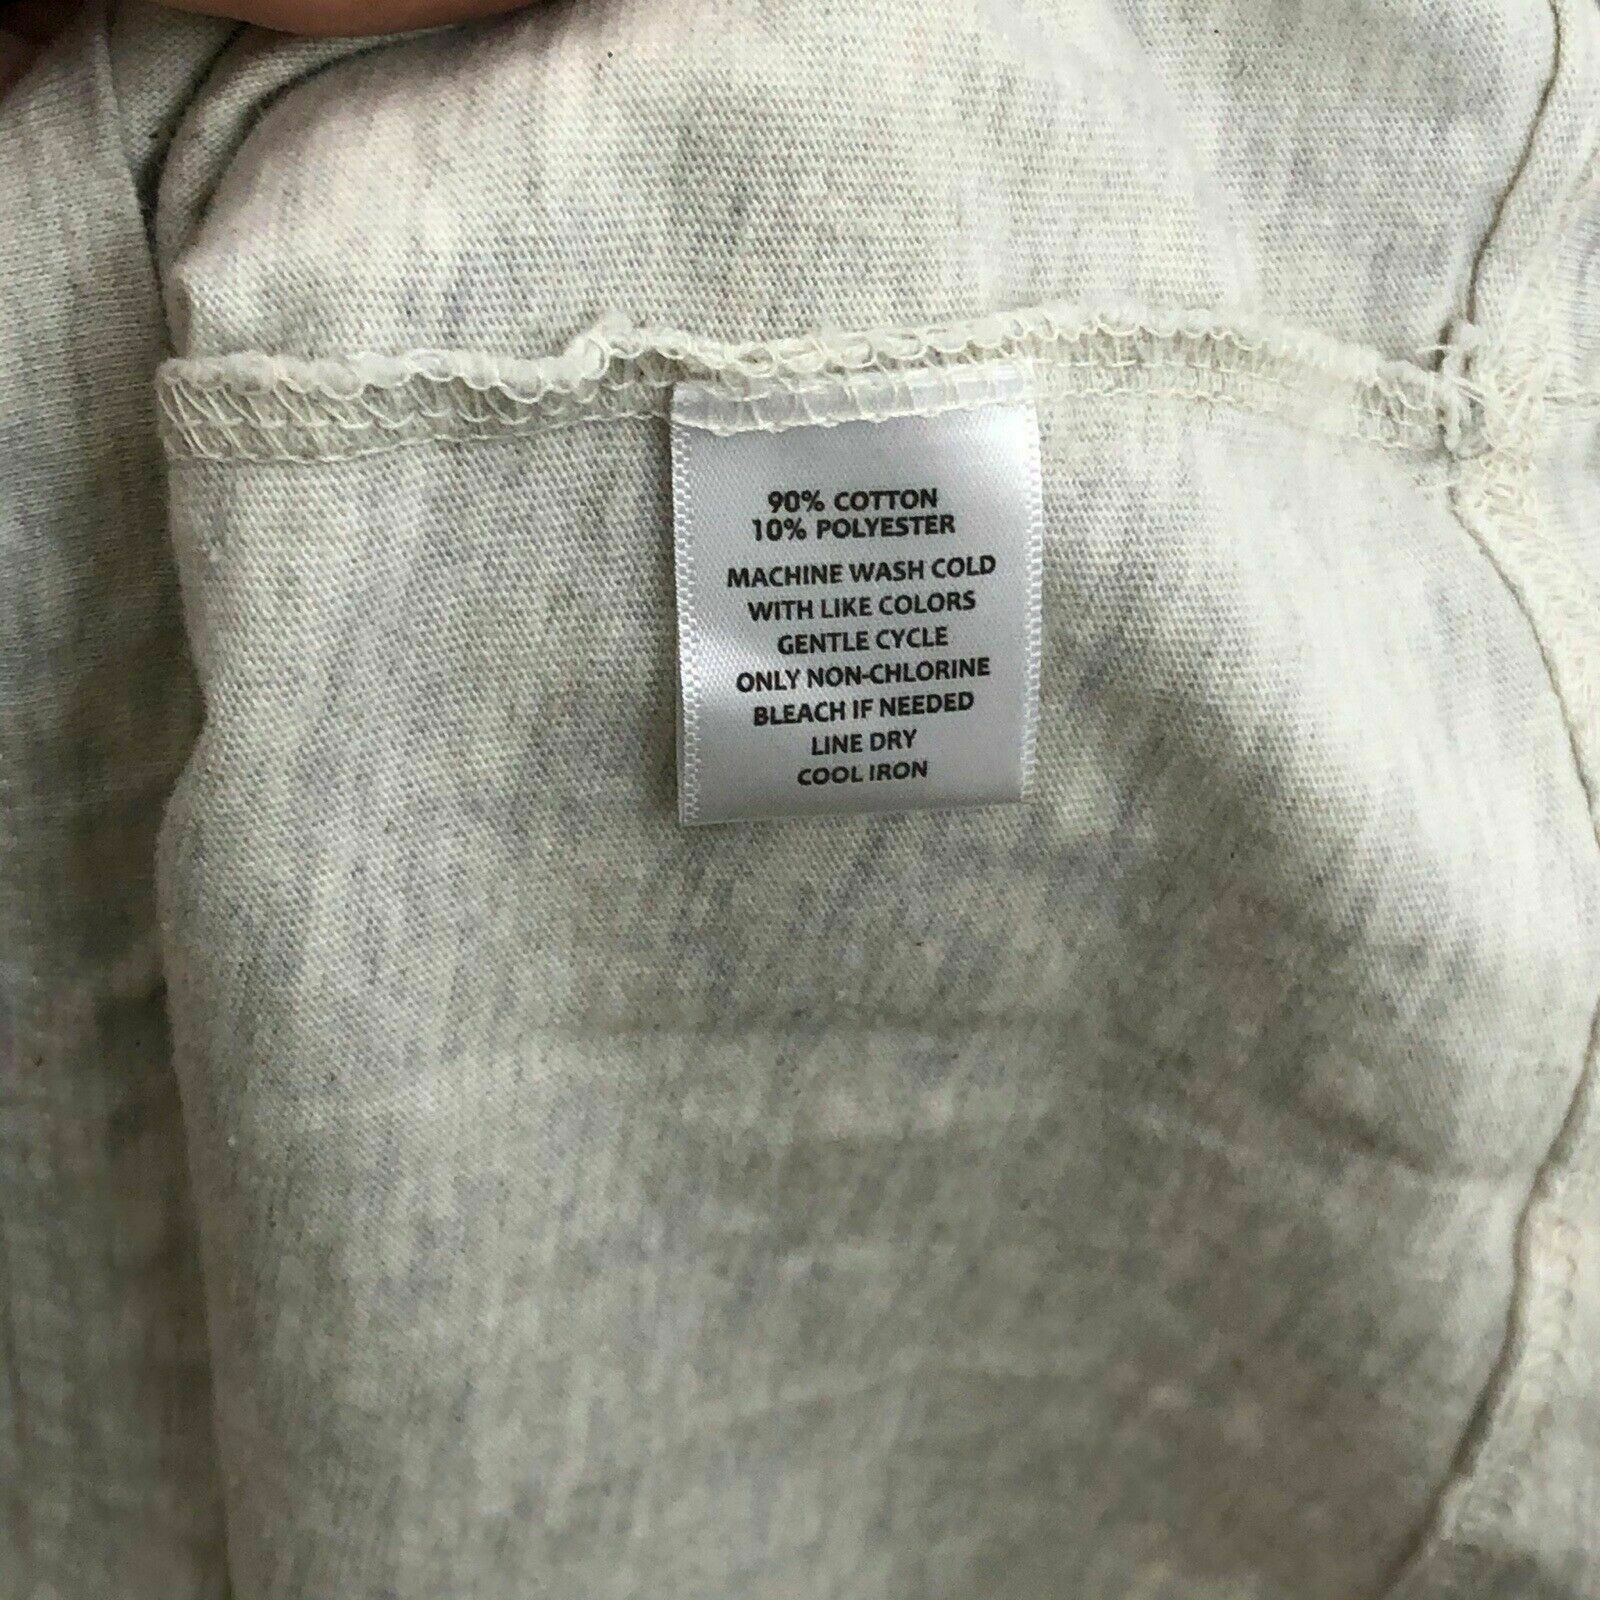 90% COTTON
10% POLYESTER
MACHINE WASH COLD
WITH LIKE COLORS
GENTLE CYCLE
ONLY NON-CHLORINE
BLEACH IF NEEDED
LINE DRY
COOL IRON